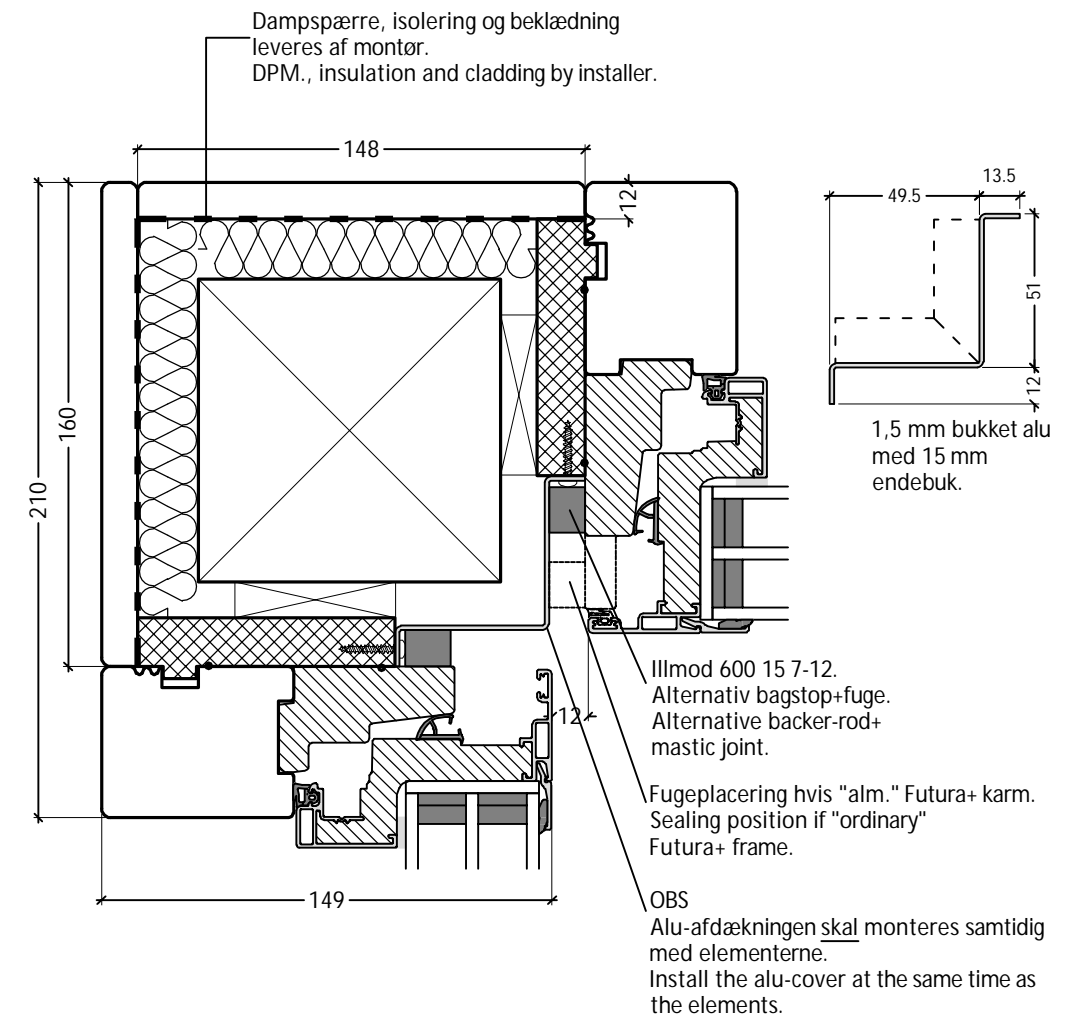 Dampspærre, isolering og beklædning
leveres af montør.
DPM., insulation and cladding by installer.
148
12
13.5
49.5
51
12
1,5 mm bukket alu
med 15 mm
endebuk.
160
210
Illmod 600 15 7-12.
Alternativ bagstop+fuge.
Alternative backer-rod+
mastic joint.
12
Fugeplacering hvis "alm." Futura+ karm.
Sealing position if "ordinary"
Futura+ frame.
149
OBS
Alu-afdækningen skal monteres samtidig
med elementerne.
Install the alu-cover at the same time as
the elements.